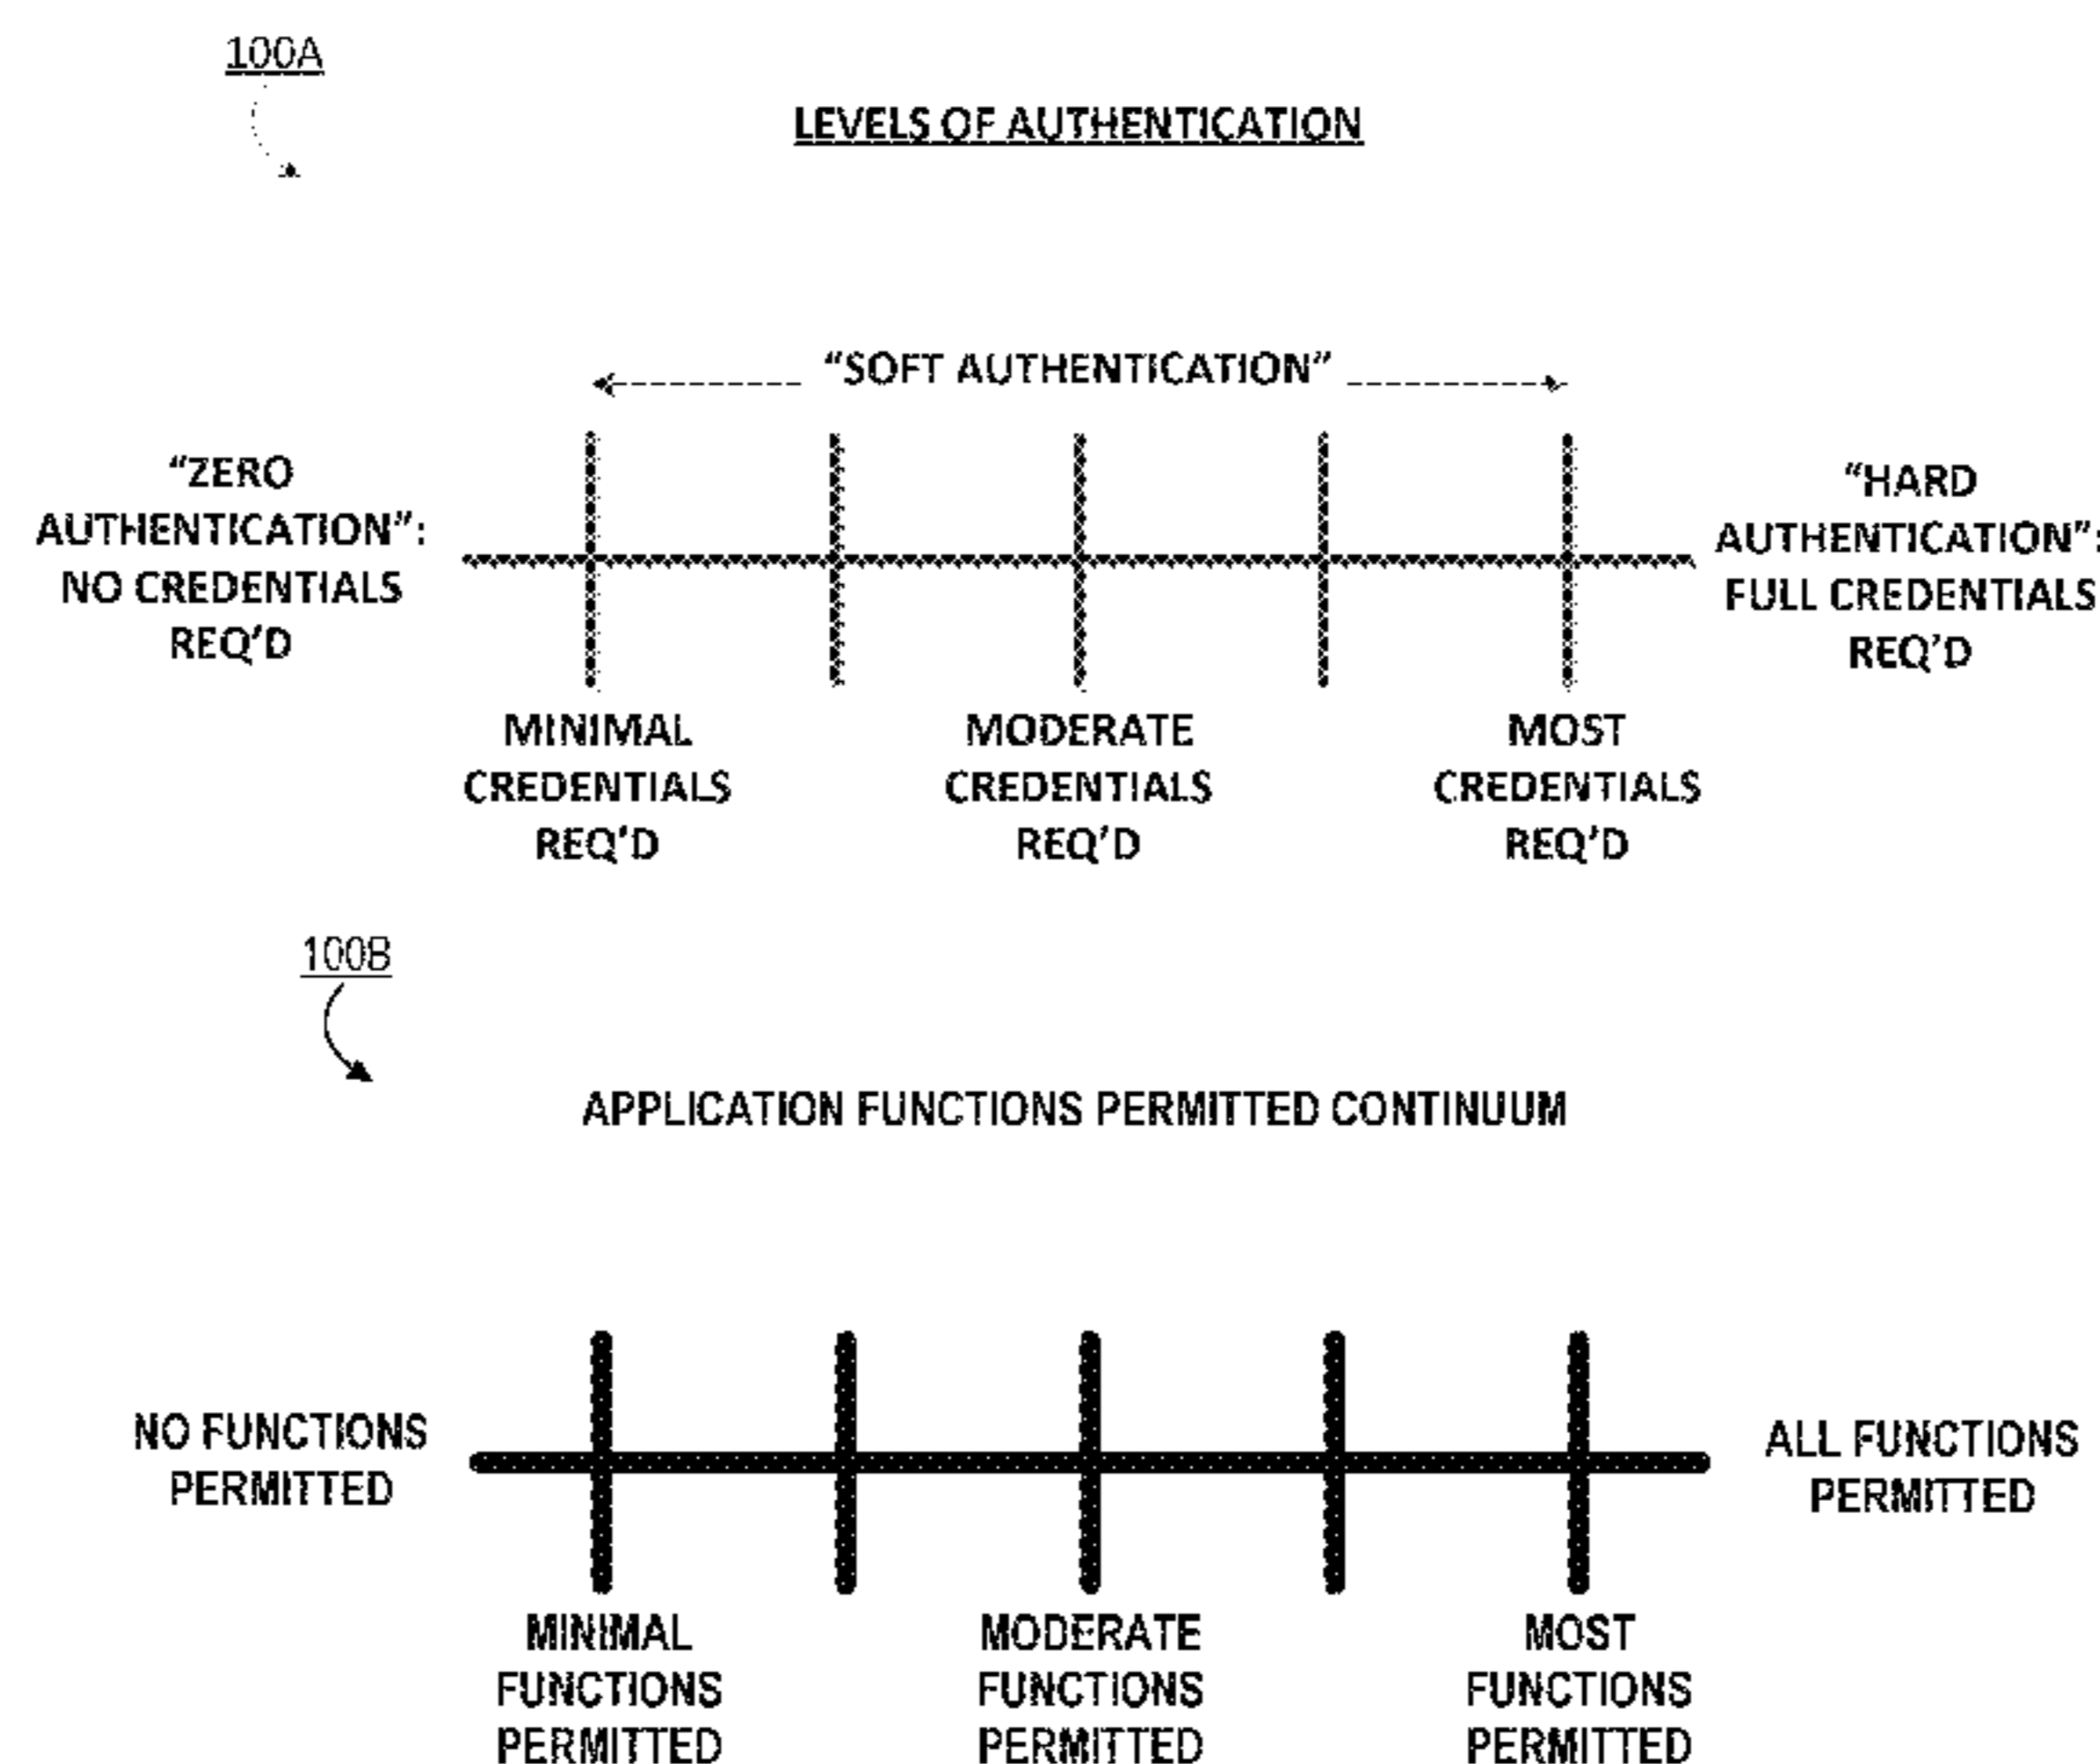 100A
LEVELS OF AUTHENTICATION
“SOFT AUTHENTICATION”
“ZERO
AUTHENTICATION”:
NO CREDENTIALS
REQ’D
“HARD
AUTHENTICATION”:
FULL CREDENTIALS
REQ’D
MINIMAL
CREDENTIALS
REQ’D
MODERATE
CREDENTIALS
REQ’D
MOST
CREDENTIALS
REQ’D
100B
APPLICATION FUNCTIONS PERMITTED CONTINUUM
NO FUNCTIONS
PERMITTED
ALL FUNCTIONS
PERMITTED
MINIMAL
FUNCTIONS
PERMITTED
MODERATE
FUNCTIONS
PERMITTED
MOST
FUNCTIONS
PERMITTED